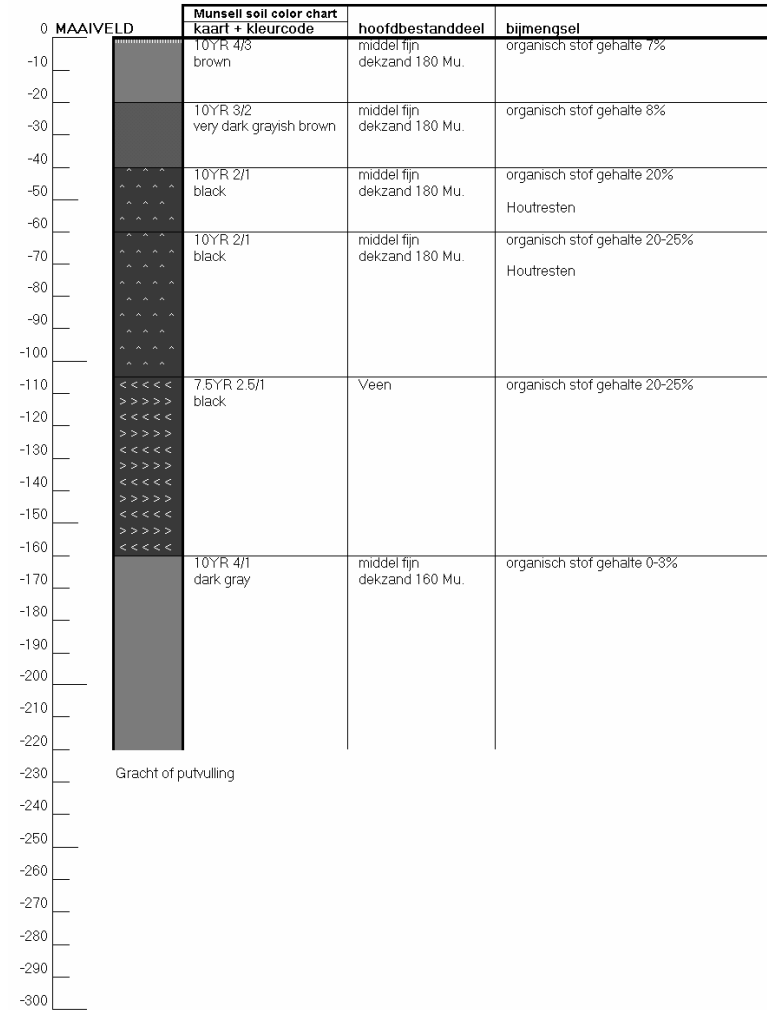 Munsell soil color chart
0 MAAIVELD kaart + kleurcode hoofdbestanddeel bijmengsel
10YR 4/3 middel fijn organisch stof gehalte 7%
-10 brown dekzand 180 Mu.
-20
10YR 3/2 middel fijn organisch stof gehalte 8%
-30 very dark grayish brown dekzand 180 Mu.
-40
10YR 2/1 middel fijn organisch stof gehalte 20%
-50 black dekzand 180 Mu.
Houtresten
-60
10YR 2/1 middel fijn organisch stof gehalte 20-25%
-70 black dekzand 180 Mu.
Houtresten
-80
-90
-100
-110 7.5YR 2.5/1 Veen organisch stof gehalte 20-25%
black
-120
-130
-140
-150
-160
10YR 4/1 middel fijn organisch stof gehalte 0-3%
-170 dark gray dekzand 160 Mu.
-180
-190
-200
-210
-220
-230 Gracht of putvulling
-240
-250
-260
-270
-280
-290
-300